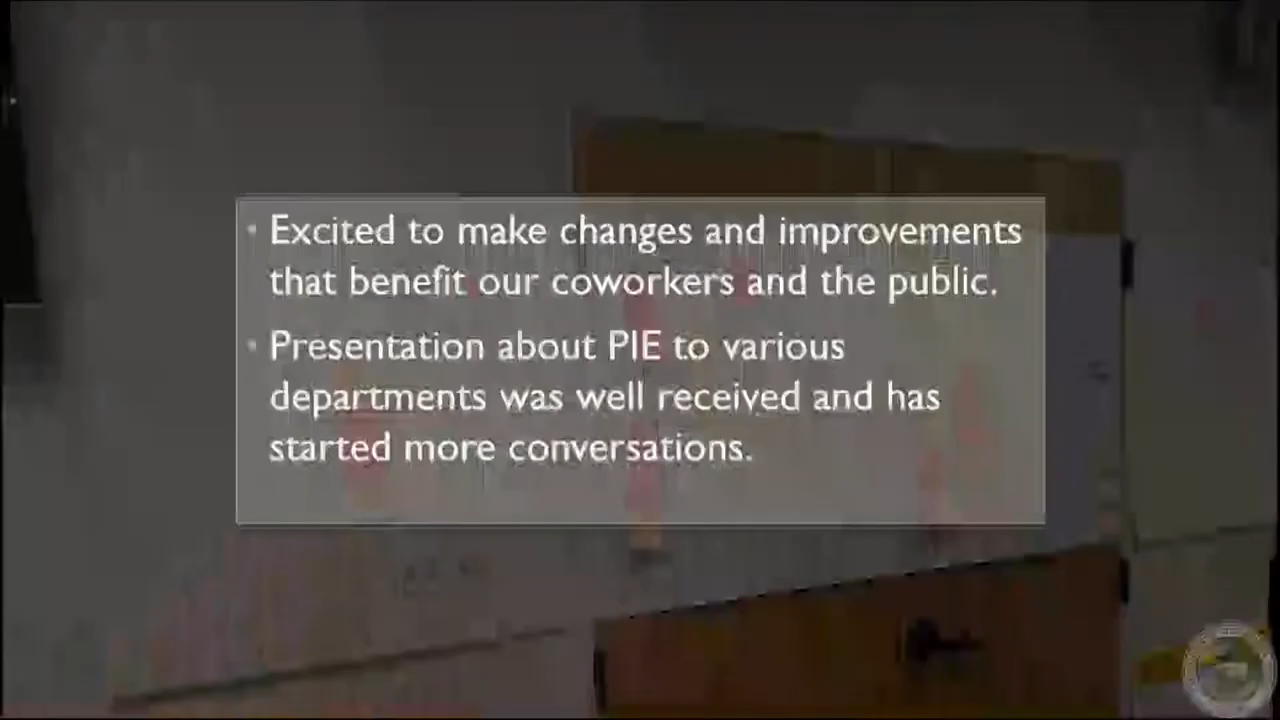 • Excited to make changes and improvements
that benefit our coworkers and the public.
• Presentation about PIE to various
departments was well received and has
started more conversations.